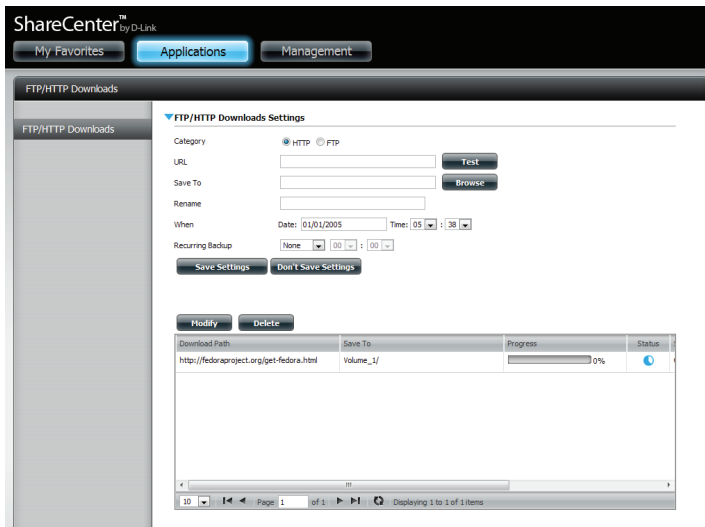 ShareCenter™ by D-Link
My Favorites Applications Management
FTP/HTTP Downloads
FTP/HTTP Downloads
FTP/HTTP Downloads Settings
Category HTTP FTP
URL Test
Save To Browse
Rename
When Date: 01/01/2005 Time: 05 : 38
Recurring Backup None 00 : 00
Save Settings Don't Save Settings
Modify Delete
Download Path Save To Progress Status
http://fedoraproject.org/get-fedora.html Volume_1/ 0%
10 Page 1 of 1 Displaying 1 to 1 of 1 items